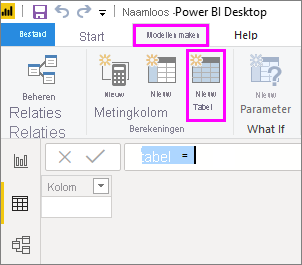 Naamloos -Power BI Desktop
Bestand Start Modellen maken Help
Beheren Nieuw Nieuw Nieuw Nieuw
Relaties Metingkolom Tabel Parameter
Relaties Berekeningen What If
tabel =
Kolom